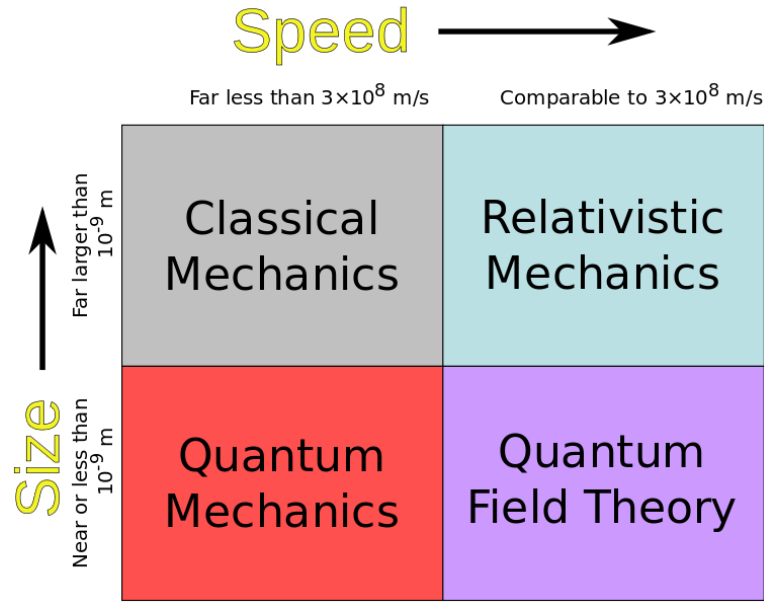 Speed
Far less than 3×10⁸ m/s
Comparable to 3×10⁸ m/s
Size
Far larger than
10⁻⁹ m
Classical
Mechanics
Relativistic
Mechanics
Near or less than
10⁻⁹ m
Quantum
Mechanics
Quantum
Field Theory